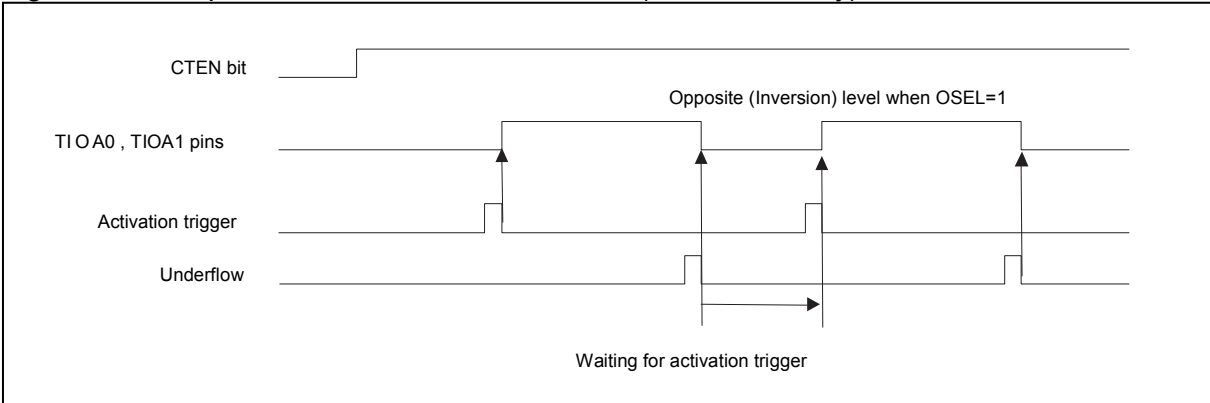 CTEN bit
Opposite (Inversion) level when OSEL=1
TI O A0 , TIOA1 pins
Activation trigger
Underflow
Waiting for activation trigger